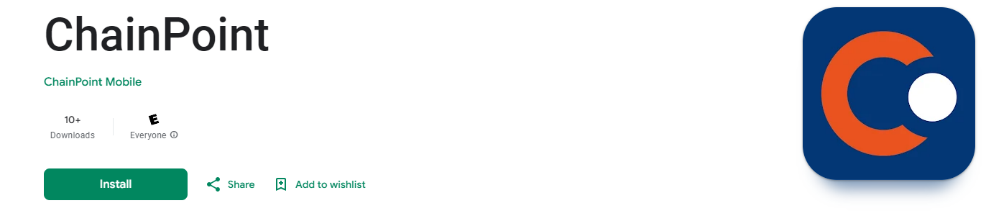 ChainPoint
ChainPoint Mobile
10+
Downloads
E
Everyone
Install
Share
Add to wishlist